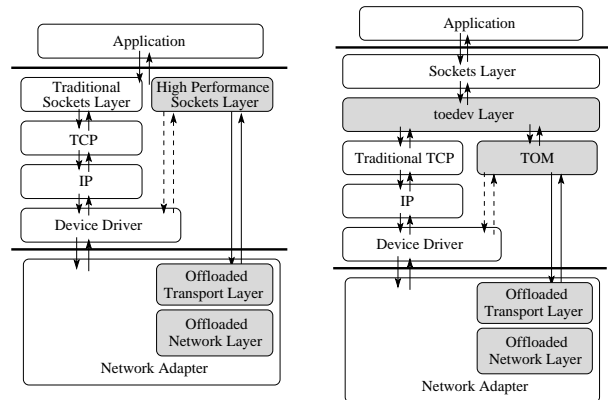 Application
Traditional
Sockets Layer
High Performance
Sockets Layer
TCP
IP
Device Driver
Offloaded
Transport Layer
Offloaded
Network Layer
Network Adapter
Application
Sockets Layer
toedev Layer
Traditional TCP
TOM
IP
Device Driver
Offloaded
Transport Layer
Offloaded
Network Layer
Network Adapter